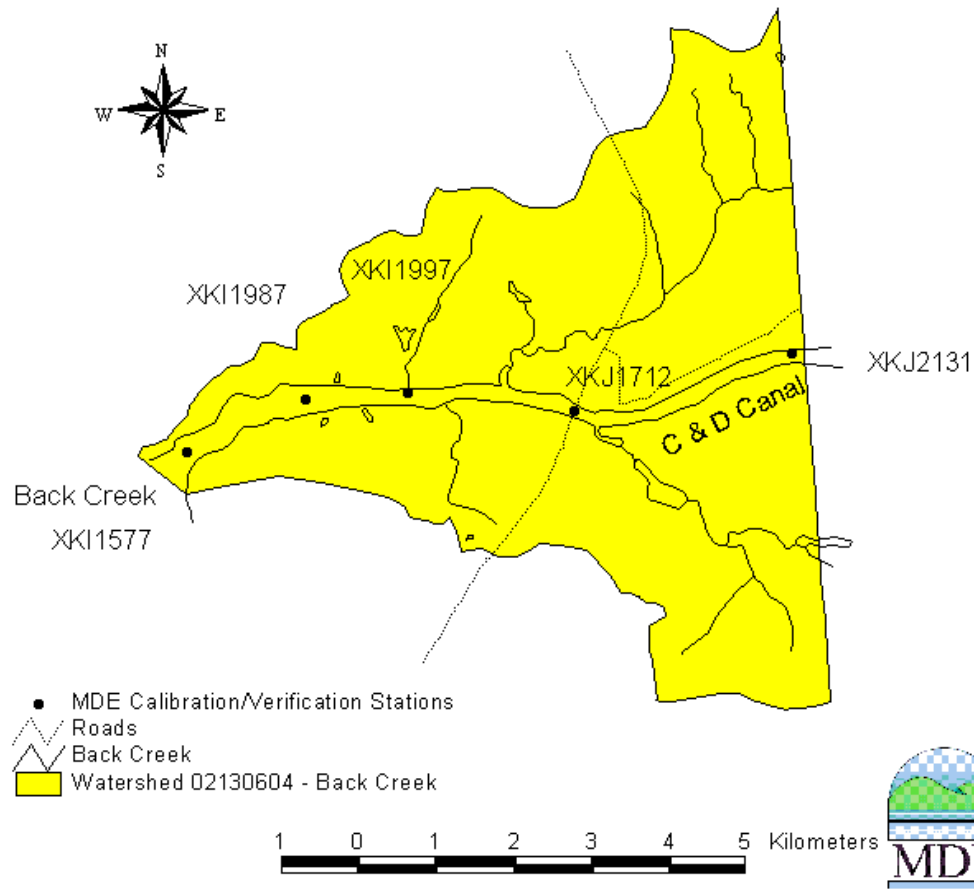 N
W
E
S
XKI1997
XKI1987
XKJ2131
XKJ1712
C & D Canal
Back Creek
XKI1577
MDE Calibration/Verification Stations
Roads
Back Creek
Watershed 02130604 - Back Creek
1 0 1 2 3 4 5 Kilometers
MD